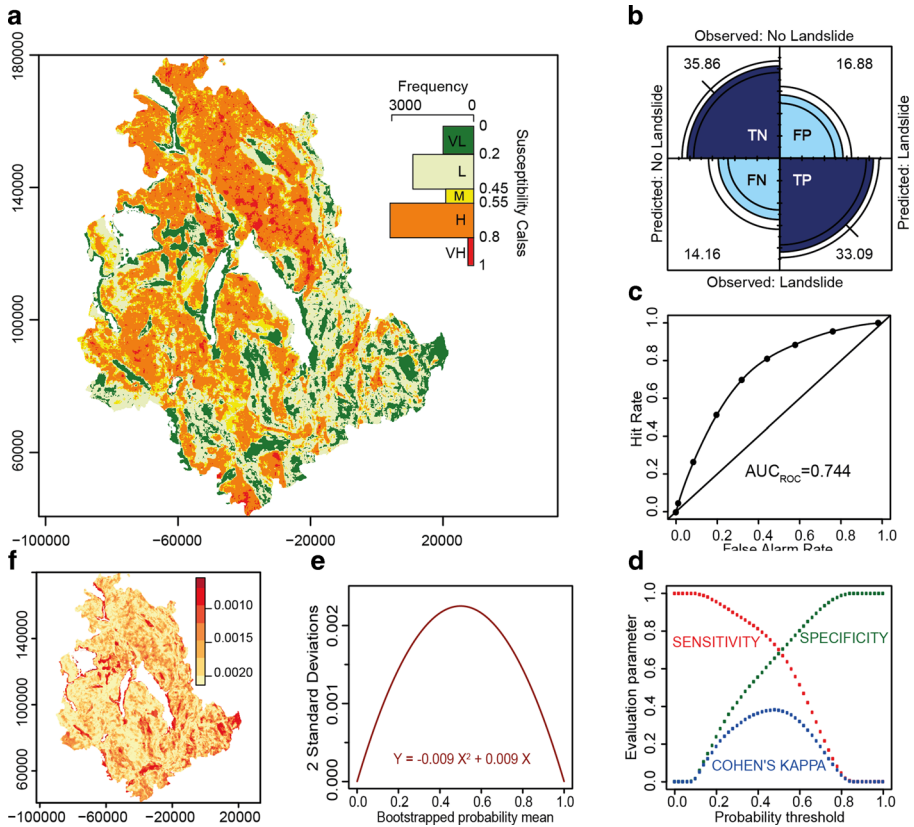 a
180000
140000
100000
60000
−100000
−60000
−20000
20000
Frequency
3000
0
VL
L
M
H
VH
0
0.2
0.45
0.55
0.8
1
Susceptibility Calss
b
Observed: No Landslide
35.86
16.88
TN
FP
FN
TP
14.16
33.09
Observed: Landslide
Predicted: No Landslide
Predicted: Landslide
c
Hit Rate
1.0
0.8
0.6
0.4
0.2
0.0
AUCROC=0.744
0.0
0.2
0.4
0.6
0.8
1.0
False Alarm Rate
f
140000
100000
60000
0.0010
0.0015
0.0020
−100000
−60000
−20000
20000
e
2 Standard Deviations
0.002
0.001
0.000
Y = -0.009 X² + 0.009 X
0.0
0.2
0.4
0.6
0.8
1.0
Bootstrapped probability mean
d
Evaluation parameter
1.0
0.8
0.6
0.4
0.2
0.0
SENSITIVITY
SPECIFICITY
COHEN'S KAPPA
0.0
0.2
0.4
0.6
0.8
1.0
Probability threshold